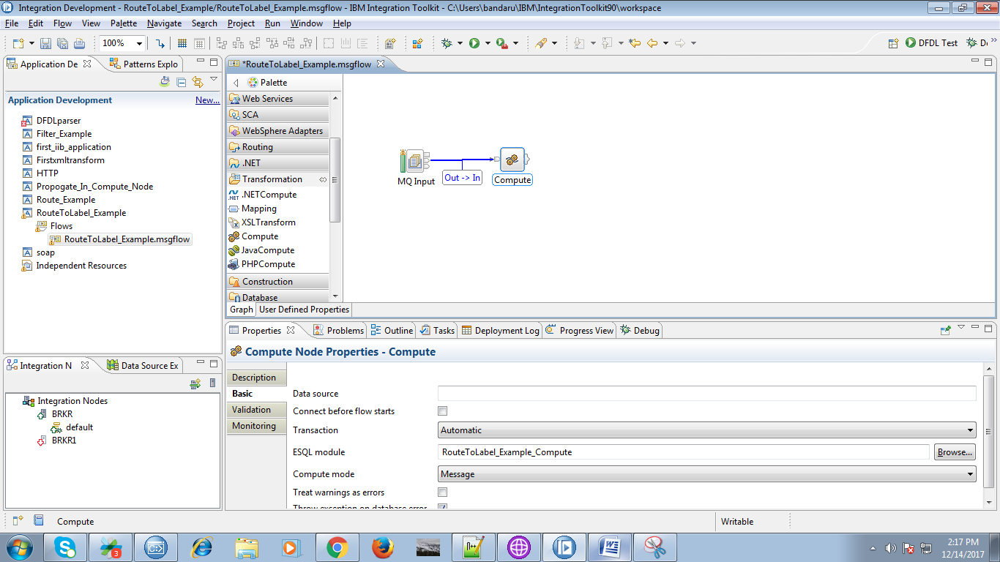 Integration Development - RouteToLabel_Example/RouteToLabel_Example.msgflow - IBM Integration Toolkit - C:\Users\bandaru\IBM\IntegrationToolkit90\workspace
File Edit Flow View Palette Navigate Search Project Run Window Help
100% DFDL Test D.
Application De Patterns Explo
Application Development New...
DFDLparser
Filter_Example
first_iib_application
Firstxmltransform
HTTP
Propogate_In_Compute_Node
Route_Example
RouteToLabel_Example
Flows
RouteToLabel_Example.msgflow
soap
Independent Resources
*RouteToLabel_Example.msgflow
Palette
Web Services
SCA
WebSphere Adapters
Routing
.NET
Transformation
.NETCompute
Mapping
XSLTransform
Compute
JavaCompute
PHPCompute
Construction
Database
MQ Input
Out -> In
Compute
Graph User Defined Properties
Integration N Data Source Ex
Integration Nodes
BRKR
default
BRKR1
Properties Problems Outline Tasks Deployment Log Progress View Debug
Compute Node Properties - Compute
Description
Basic
Validation
Monitoring
Data source
Connect before flow starts
Transaction Automatic
ESQL module RouteToLabel_Example_Compute Browse...
Compute mode Message
Treat warnings as errors
Throw exception on database error
Compute Writable
3
2:17 PM
12/14/2017